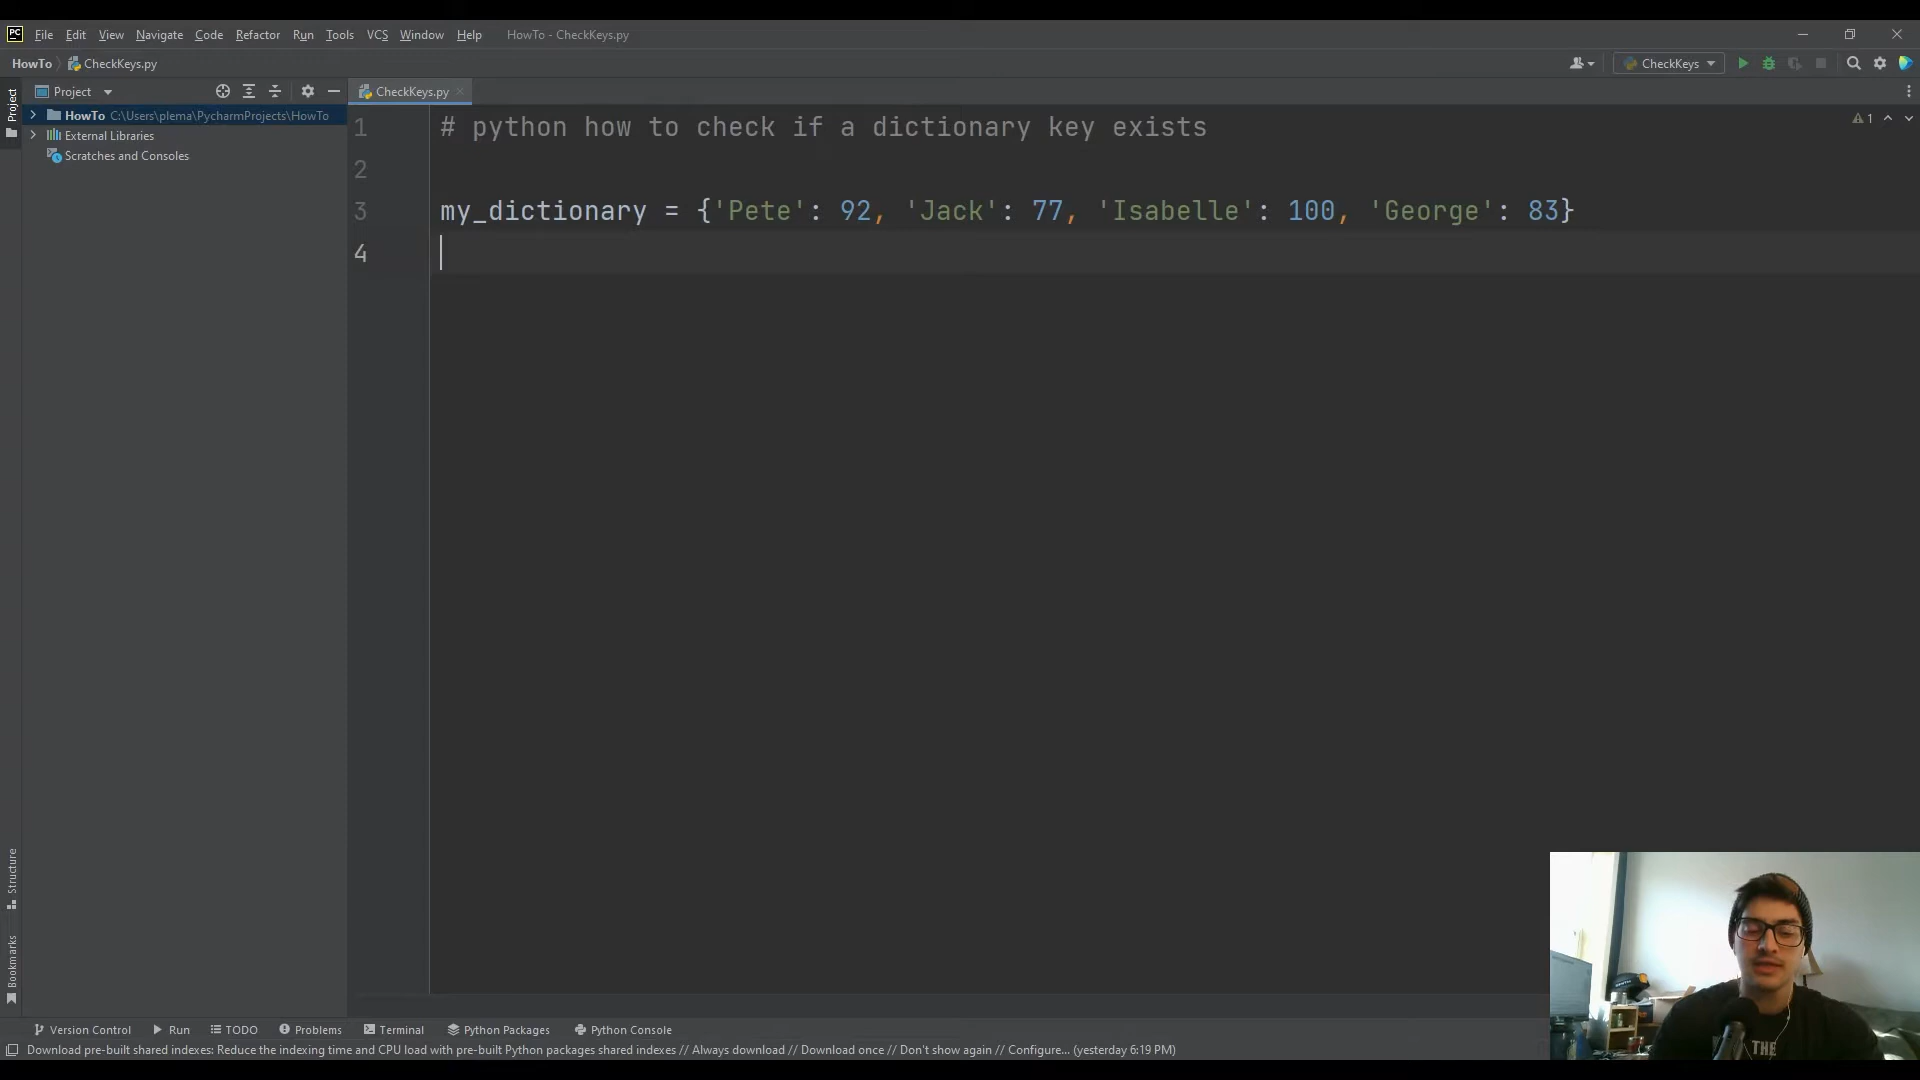 PC File Edit View Navigate Code Refactor Run Tools VCS Window Help HowTo - CheckKeys.py
HowTo CheckKeys.py CheckKeys
Project CheckKeys.py
Project
HowTo C:\Users\plema\PycharmProjects\HowTo
External Libraries
Scratches and Consoles
1 # python how to check if a dictionary key exists
1
2
3 my_dictionary = {'Pete': 92, 'Jack': 77, 'Isabelle': 100, 'George': 83}
4
Structure
Bookmarks
THE
Version Control Run TODO Problems Terminal Python Packages Python Console
Download pre-built shared indexes: Reduce the indexing time and CPU load with pre-built Python packages shared indexes // Always download // Download once // Don't show again // Configure... (yesterday 6:19 PM)